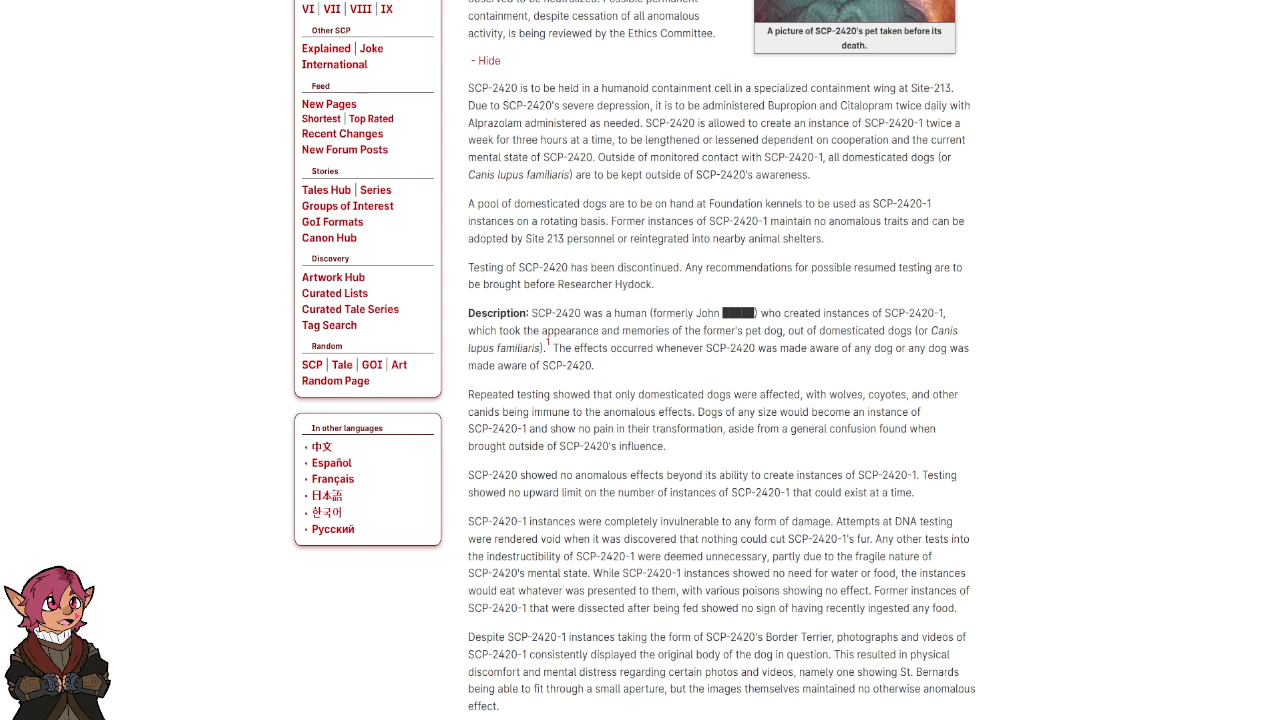 VI | VII | VIII | IX
Other SCP
Explained | Joke
International
Feed
New Pages
Shortest | Top Rated
Recent Changes
New Forum Posts
Stories
Tales Hub | Series
Groups of Interest
GoI Formats
Canon Hub
Discovery
Artwork Hub
Curated Lists
Curated Tale Series
Tag Search
Random
SCP | Tale | GOI | Art
Random Page
In other languages
中文
Español
Français
日本語
한국어
Русский
observed to be neutralized. Possible permanent
containment, despite cessation of all anomalous
activity, is being reviewed by the Ethics Committee.
A picture of SCP-2420's pet taken before its
death.
- Hide
SCP-2420 is to be held in a humanoid containment cell in a specialized containment wing at Site-213.
Due to SCP-2420's severe depression, it is to be administered Bupropion and Citalopram twice daily with
Alprazolam administered as needed. SCP-2420 is allowed to create an instance of SCP-2420-1 twice a
week for three hours at a time, to be lengthened or lessened dependent on cooperation and the current
mental state of SCP-2420. Outside of monitored contact with SCP-2420-1, all domesticated dogs (or
Canis lupus familiaris) are to be kept outside of SCP-2420's awareness.
A pool of domesticated dogs are to be on hand at Foundation kennels to be used as SCP-2420-1
instances on a rotating basis. Former instances of SCP-2420-1 maintain no anomalous traits and can be
adopted by Site 213 personnel or reintegrated into nearby animal shelters.
Testing of SCP-2420 has been discontinued. Any recommendations for possible resumed testing are to
be brought before Researcher Hydock.
Description: SCP-2420 was a human (formerly John █████) who created instances of SCP-2420-1,
which took the appearance and memories of the former's pet dog, out of domesticated dogs (or Canis
lupus familiaris).1 The effects occurred whenever SCP-2420 was made aware of any dog or any dog was
made aware of SCP-2420.
Repeated testing showed that only domesticated dogs were affected, with wolves, coyotes, and other
canids being immune to the anomalous effects. Dogs of any size would become an instance of
SCP-2420-1 and show no pain in their transformation, aside from a general confusion found when
brought outside of SCP-2420's influence.
SCP-2420 showed no anomalous effects beyond its ability to create instances of SCP-2420-1. Testing
showed no upward limit on the number of instances of SCP-2420-1 that could exist at a time.
SCP-2420-1 instances were completely invulnerable to any form of damage. Attempts at DNA testing
were rendered void when it was discovered that nothing could cut SCP-2420-1's fur. Any other tests into
the indestructibility of SCP-2420-1 were deemed unnecessary, partly due to the fragile nature of
SCP-2420's mental state. While SCP-2420-1 instances showed no need for water or food, the instances
would eat whatever was presented to them, with various poisons showing no effect. Former instances of
SCP-2420-1 that were dissected after being fed showed no sign of having recently ingested any food.
Despite SCP-2420-1 instances taking the form of SCP-2420's Border Terrier, photographs and videos of
SCP-2420-1 consistently displayed the original body of the dog in question. This resulted in physical
discomfort and mental distress regarding certain photos and videos, namely one showing St. Bernards
being able to fit through a small aperture, but the images themselves maintained no otherwise anomalous
effect.